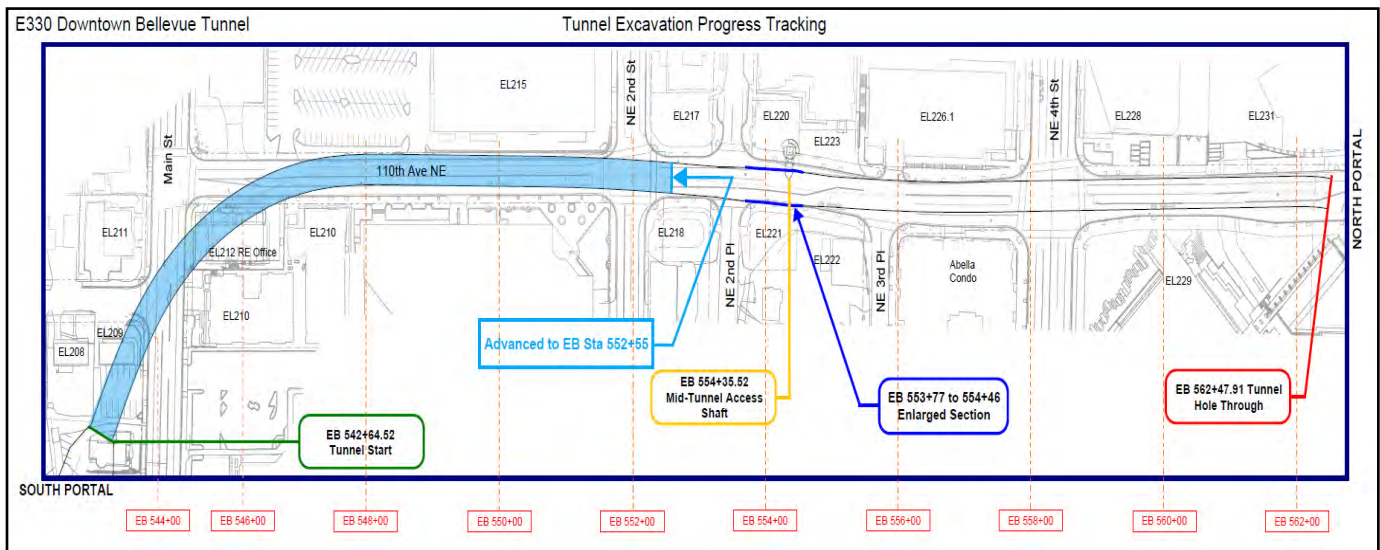 E330 Downtown Bellevue Tunnel
Tunnel Excavation Progress Tracking
EL215
NE 2nd St
EL217
EL220
EL223
EL226.1
NE 4th St
EL228
EL231
Main St
110th Ave NE
NORTH PORTAL
EL211
EL212 RE Office
EL210
EL218
NE 2nd Pl
EL221
EL222
NE 3rd Pl
Abella
Condo
EL229
EL210
EL209
EL208
Advanced to EB Sta 552+55
EB 554+35.52
Mid-Tunnel Access
Shaft
EB 553+77 to 554+46
Enlarged Section
EB 562+47.91 Tunnel
Hole Through
EB 542+64.52
Tunnel Start
SOUTH PORTAL
EB 544+00
EB 546+00
EB 548+00
EB 550+00
EB 552+00
EB 554+00
EB 556+00
EB 558+00
EB 560+00
EB 562+00